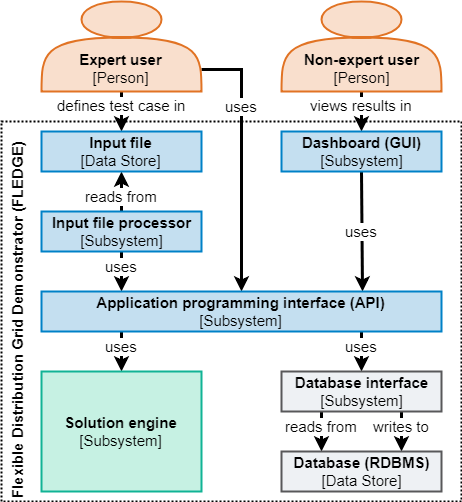 Expert user
[Person]
Non-expert user
[Person]
defines test case in
uses
views results in
Flexible Distribution Grid Demonstrator (FLEDGE)
Input file
[Data Store]
Dashboard (GUI)
[Subsystem]
reads from
Input file processor
[Subsystem]
uses
uses
Application programming interface (API)
[Subsystem]
uses
uses
Solution engine
[Subsystem]
Database interface
[Subsystem]
reads from
writes to
Database (RDBMS)
[Data Store]